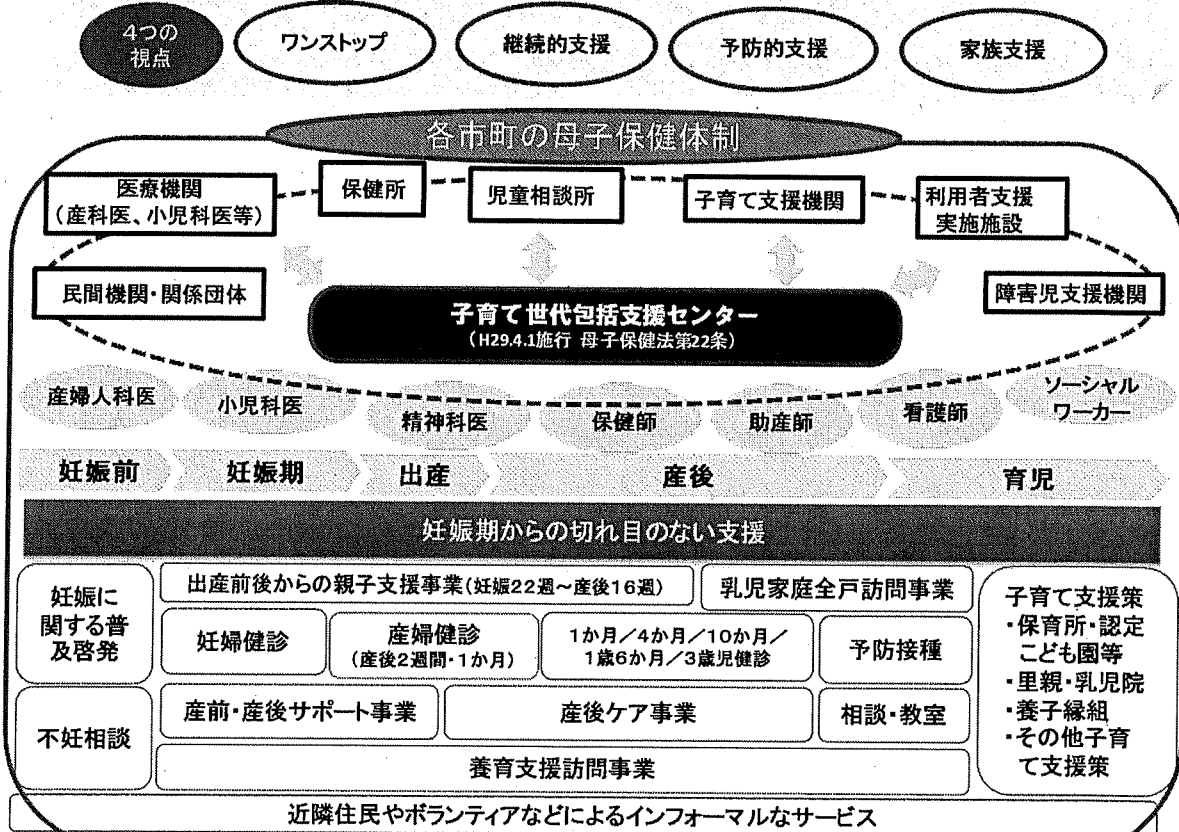 4つの
視点
ワンストップ
継続的支援
予防的支援
家族支援
各市町の母子保健体制
医療機関
(産科医、小児科医等)
保健所
児童相談所
子育て支援機関
利用者支援
実施施設
民間機関・関係団体
障害児支援機関
子育て世代包括支援センター
(H29.4.1施行 母子保健法第22条)
産婦人科医
小児科医
精神科医
保健師
助産師
看護師
ソーシャル
ワーカー
妊娠前
妊娠期
出産
産後
育児
妊娠期からの切れ目のない支援
妊娠に
関する普
及啓発
出産前後からの親子支援事業(妊娠22週~産後16週)
乳児家庭全戸訪問事業
妊婦健診
産婦健診
(産後2週間・1か月)
1か月/4か月/10か月/
1歳6か月/3歳児健診
予防接種
子育て支援策
・保育所・認定
こども園等
・里親・乳児院
・養子縁組
・その他子育
て支援策
不妊相談
産前・産後サポート事業
産後ケア事業
相談・教室
養育支援訪問事業
近隣住民やボランティアなどによるインフォーマルなサービス